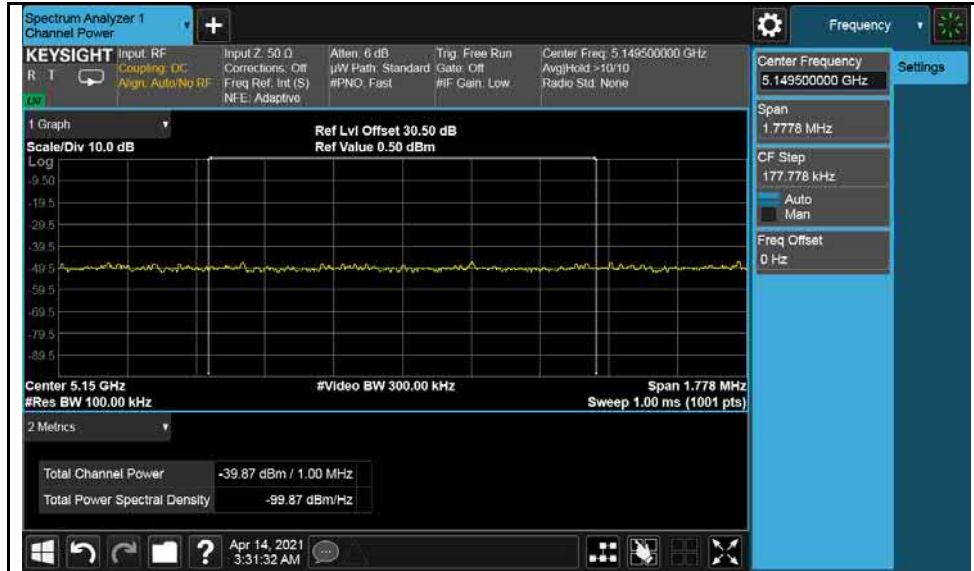 Spectrum Analyzer 1
Channel Power
Frequency
KEYSIGHT
R T
LXI
Input: RF
Coupling: DC
Align: Auto/No RF
Input Z: 50 Ω
Corrections: Off
Freq Ref: Int (S)
NFE: Adaptive
Atten: 6 dB
µW Path: Standard
#PNO: Fast
Trig: Free Run
Gate: Off
#IF Gain: Low
Center Freq: 5.149500000 GHz
Avg|Hold >10/10
Radio Std: None
Center Frequency
5.149500000 GHz
Settings
Span
1.7778 MHz
CF Step
177.778 kHz
Auto
Man
Freq Offset
0 Hz
1 Graph
Scale/Div 10.0 dB
Ref Lvl Offset 30.50 dB
Ref Value 0.50 dBm
Log
-9.50
-19.5
-29.5
-39.5
-49.5
-59.5
-69.5
-79.5
-89.5
Center 5.15 GHz
#Video BW 300.00 kHz
Span 1.778 MHz
#Res BW 100.00 kHz
Sweep 1.00 ms (1001 pts)
2 Metrics
Total Channel Power -39.87 dBm / 1.00 MHz
Total Power Spectral Density -99.87 dBm/Hz
?
Apr 14, 2021
3:31:32 AM